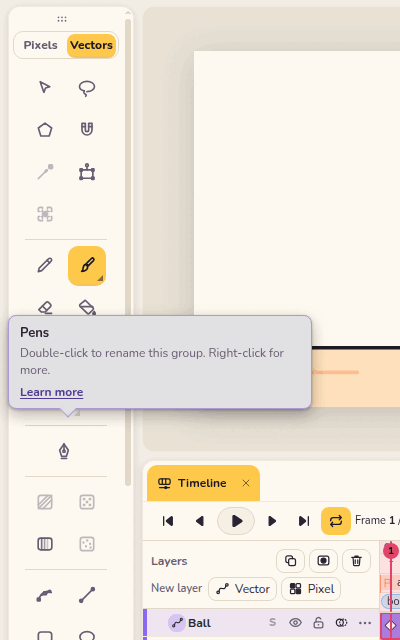 Pixels Vectors
Pens
Double-click to rename this group. Right-click for
more.
Learn more
Timeline
Frame 1 /
Layers
1
New layer Vector Pixel
Ball S